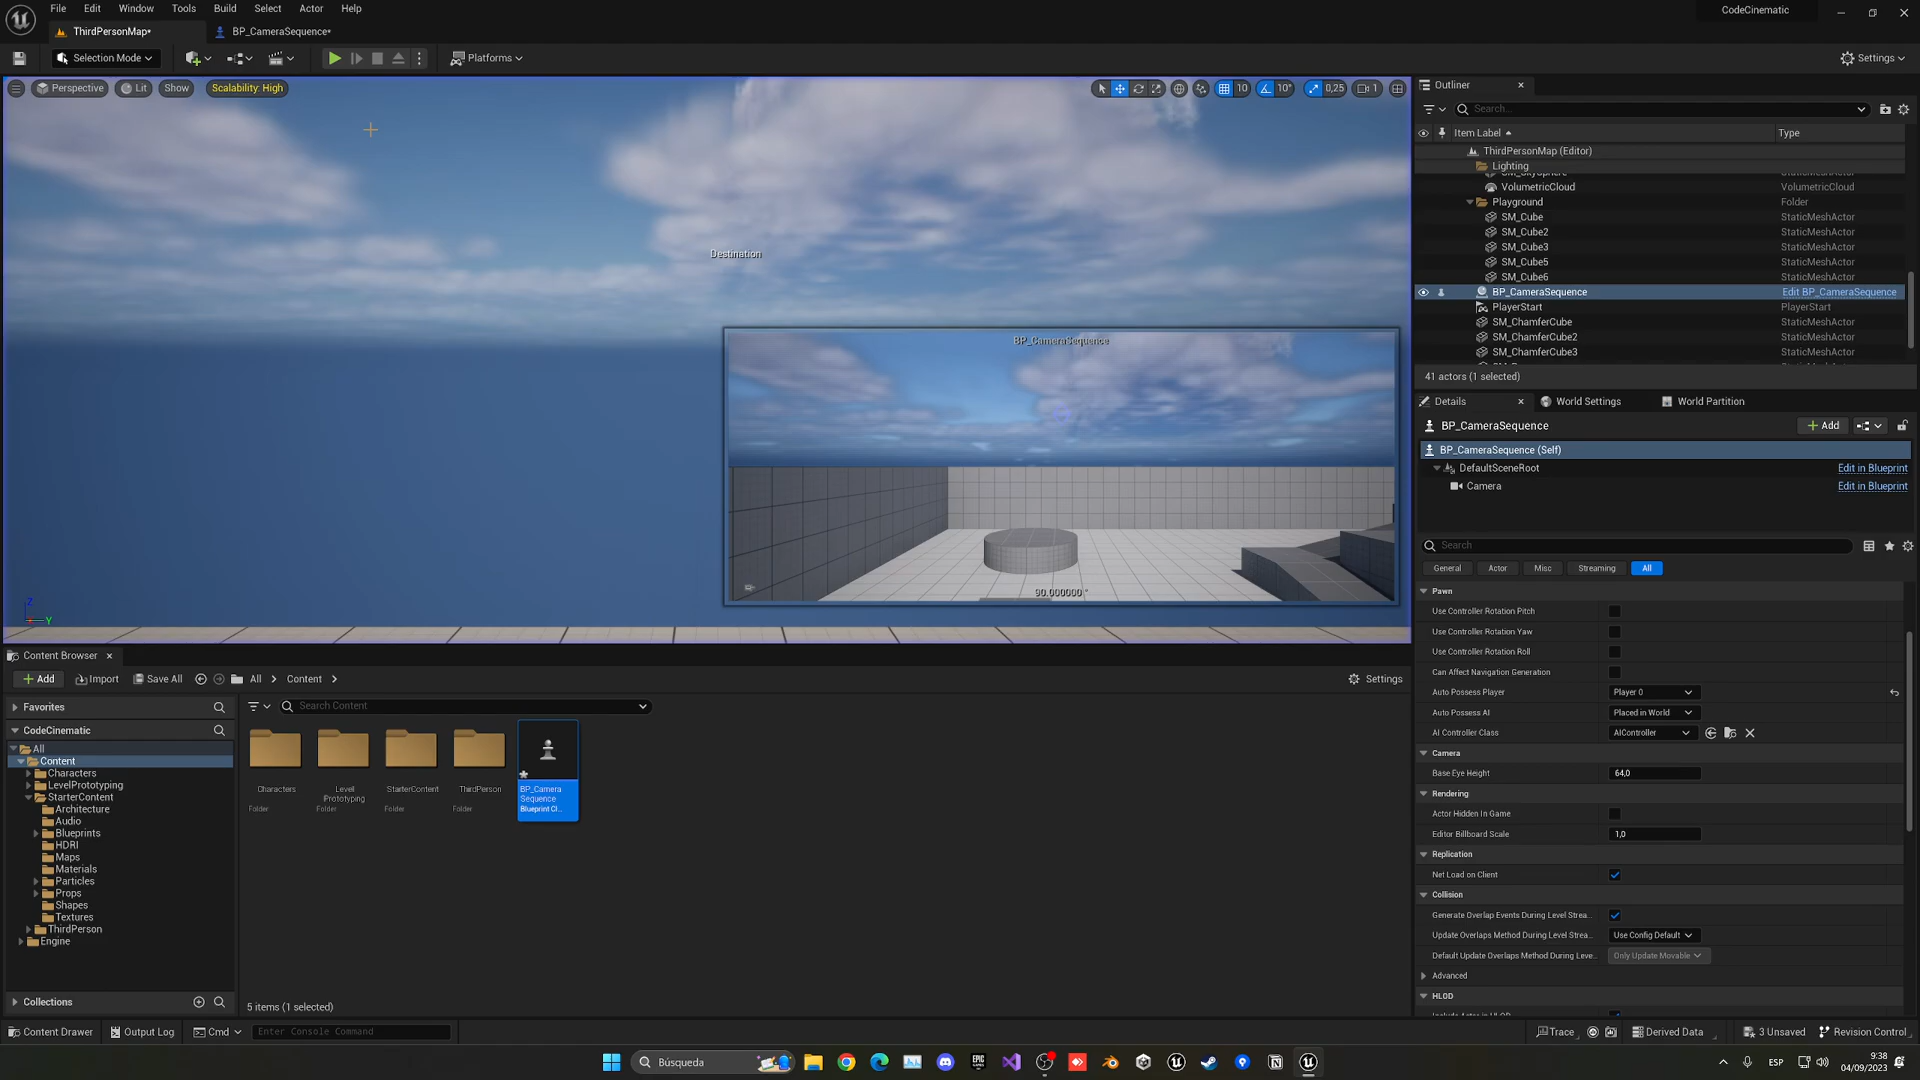 File Edit Window Tools Build Select Actor Help
CodeCinematic
ThirdPersonMap*
BP_CameraSequence*
Selection Mode
Platforms
Settings
Perspective
Lit
Show
Scalability: High
10
10°
0,25
1
Destination
BP_CameraSequence
90.000000 °
Outliner
Search...
Item Label
Type
ThirdPersonMap (Editor)
Lighting
SM_SkySphere StaticMeshActor
VolumetricCloud VolumetricCloud
Playground Folder
SM_Cube StaticMeshActor
SM_Cube2 StaticMeshActor
SM_Cube3 StaticMeshActor
SM_Cube5 StaticMeshActor
SM_Cube6 StaticMeshActor
BP_CameraSequence Edit BP_CameraSequence
PlayerStart PlayerStart
SM_ChamferCube StaticMeshActor
SM_ChamferCube2 StaticMeshActor
SM_ChamferCube3 StaticMeshActor
41 actors (1 selected)
Details
World Settings
World Partition
BP_CameraSequence
Add
BP_CameraSequence (Self)
DefaultSceneRoot Edit in Blueprint
Camera Edit in Blueprint
Search
General Actor Misc Streaming All
Pawn
Use Controller Rotation Pitch
Use Controller Rotation Yaw
Use Controller Rotation Roll
Can Affect Navigation Generation
Auto Possess Player Player 0
Auto Possess AI Placed in World
AI Controller Class AIController
Camera
Base Eye Height 64,0
Rendering
Actor Hidden In Game
Editor Billboard Scale 1,0
Replication
Net Load on Client
Collision
Generate Overlap Events During Level Strea...
Update Overlaps Method During Level Strea... Use Config Default
Default Update Overlaps Method During Leve... Only Update Movable
Advanced
HLOD
Include Actor in HLOD
Content Browser
Add
Import
Save All
All
Content
Settings
Favorites
Search Content
CodeCinematic
All
Content
Characters
LevelPrototyping
StarterContent
Architecture
Audio
Blueprints
HDRI
Maps
Materials
Particles
Props
Shapes
Textures
ThirdPerson
Engine
Collections
Characters
Folder
Level Prototyping
Folder
StarterContent
Folder
ThirdPerson
Folder
BP_Camera
Sequence
Blueprint Cl...
5 items (1 selected)
Content Drawer
Output Log
Cmd
Enter Console Command
Trace
Derived Data
3 Unsaved
Revision Control
Búsqueda
EPIC
GAMES
ESP
9:38
04/09/2023
Z
Y